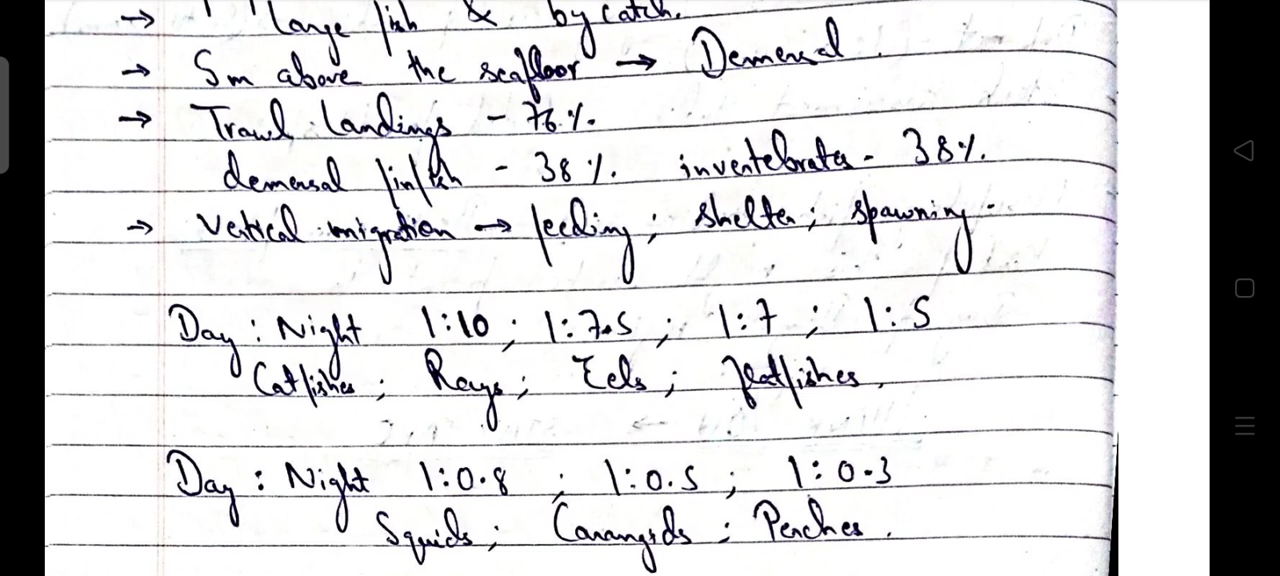 → large fish & by catch.
→ 5m above the seafloor → Demersal.
→ Trawl landings - 76%.
demersal finfish - 38%. invertebrates - 38%.
→ Vertical migration → feeding; shelter; spawning.
Day : Night 1:10 ; 1:7.5 ; 1:7 ; 1:5
Catfishes ; Rays ; Eels ; flatfishes.
Day : Night 1:0.8 ; 1:0.5 ; 1:0.3
Squids ; Carangids ; Perches.